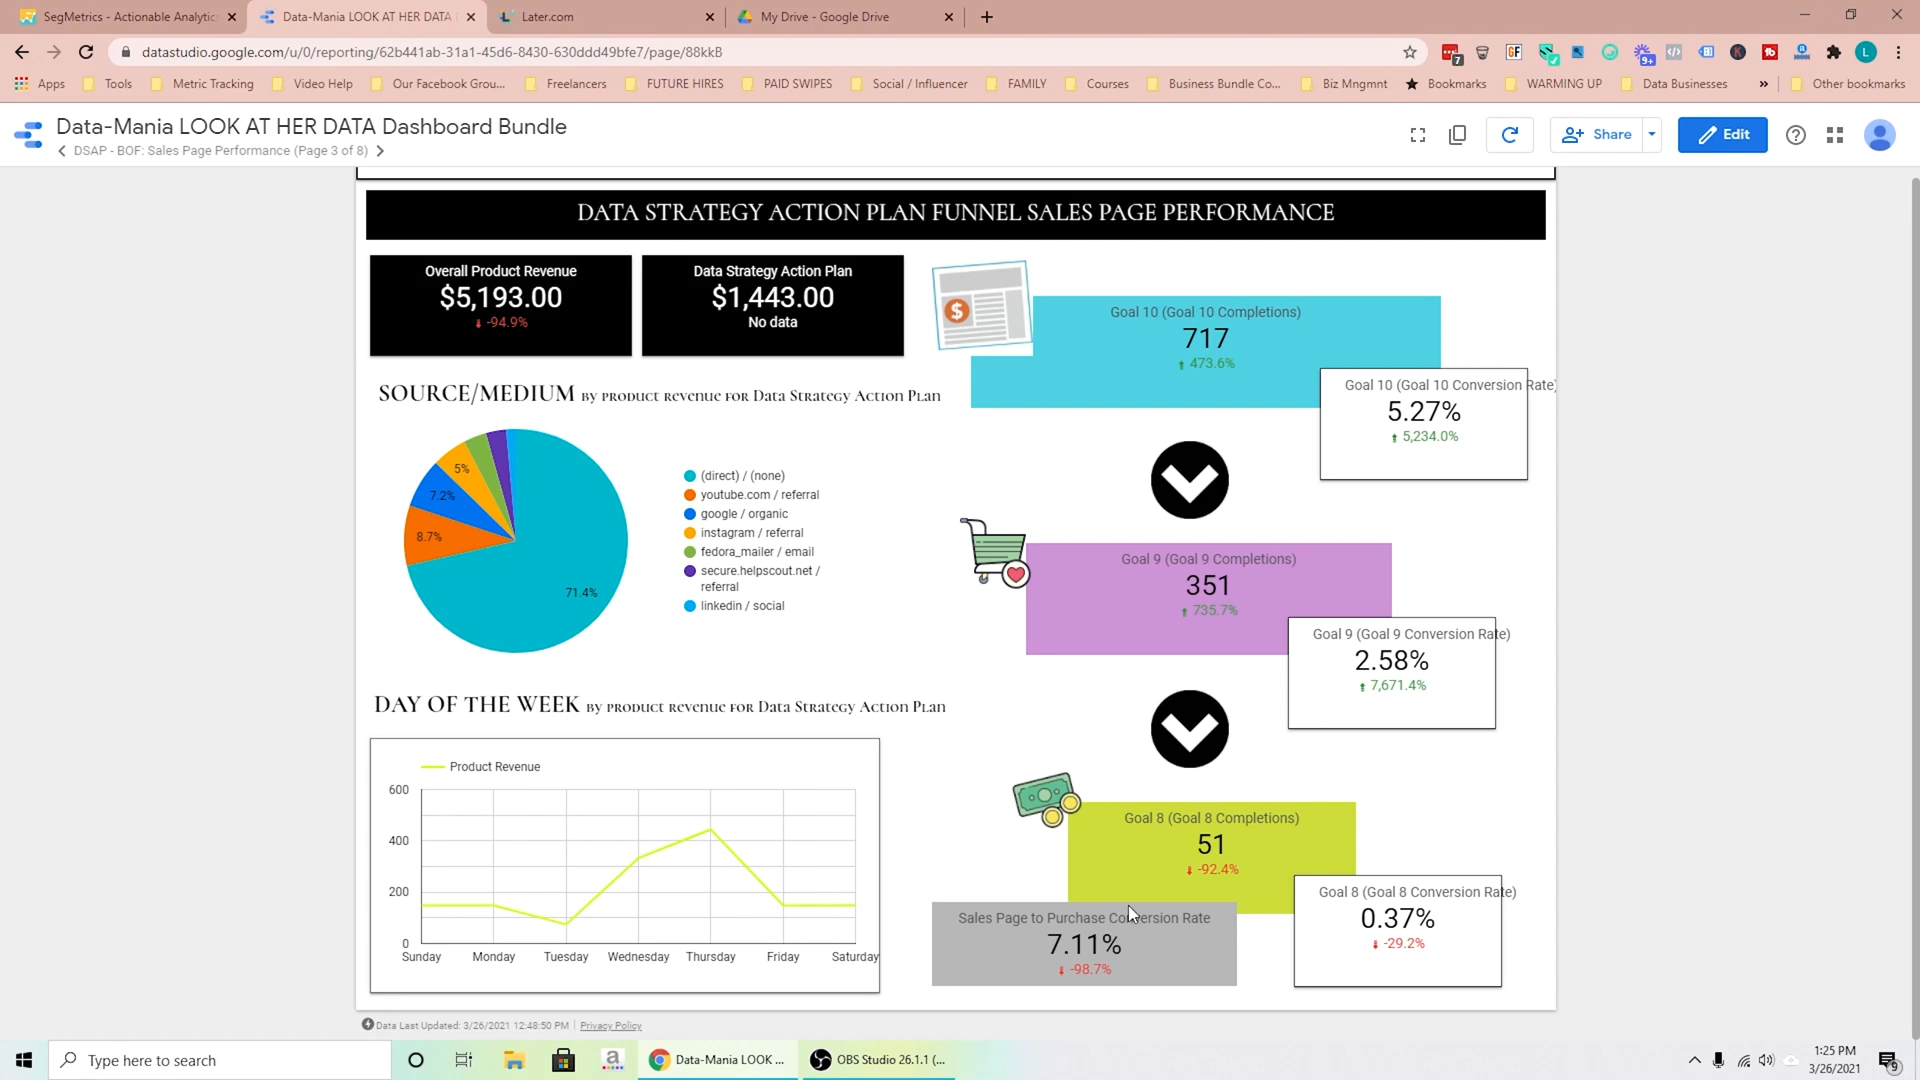 SegMetrics - Actionable Analytic
Data-Mania LOOK AT HER DATA
Later.com
My Drive - Google Drive
datastudio.google.com/u/0/reporting/62b441ab-31a1-45d6-8430-630ddd49bfe7/page/88kkB
7
GF
9+
K
L
Apps
Tools
Metric Tracking
Video Help
Our Facebook Grou...
Freelancers
FUTURE HIRES
PAID SWIPES
Social / Influencer
FAMILY
Courses
Business Bundle Co...
Biz Mngmnt
Bookmarks
WARMING UP
Data Businesses
»
Other bookmarks
Data-Mania LOOK AT HER DATA Dashboard Bundle
DSAP - BOF: Sales Page Performance (Page 3 of 8)
Share
Edit
DATA STRATEGY ACTION PLAN FUNNEL SALES PAGE PERFORMANCE
Overall Product Revenue
$5,193.00
-94.9%
Data Strategy Action Plan
$1,443.00
No data
$
Goal 10 (Goal 10 Completions)
717
473.6%
Goal 10 (Goal 10 Conversion Rate)
5.27%
5,234.0%
SOURCE/MEDIUM BY PRODUCT REVENUE FOR DATA STRATEGY ACTION PLAN
5%
7.2%
8.7%
71.4%
(direct) / (none)
youtube.com / referral
google / organic
instagram / referral
fedora_mailer / email
secure.helpscout.net /
referral
linkedin / social
Goal 9 (Goal 9 Completions)
351
735.7%
Goal 9 (Goal 9 Conversion Rate)
2.58%
7,671.4%
DAY OF THE WEEK BY PRODUCT REVENUE FOR DATA STRATEGY ACTION PLAN
Product Revenue
600
400
200
0
Sunday Monday Tuesday Wednesday Thursday Friday Saturday
Goal 8 (Goal 8 Completions)
51
-92.4%
Goal 8 (Goal 8 Conversion Rate)
0.37%
-29.2%
Sales Page to Purchase Conversion Rate
7.11%
-98.7%
Data Last Updated: 3/26/2021 12:48:50 PM
Privacy Policy
Type here to search
a
Data-Mania LOOK ...
OBS Studio 26.1.1 (...
1:25 PM
3/26/2021
9